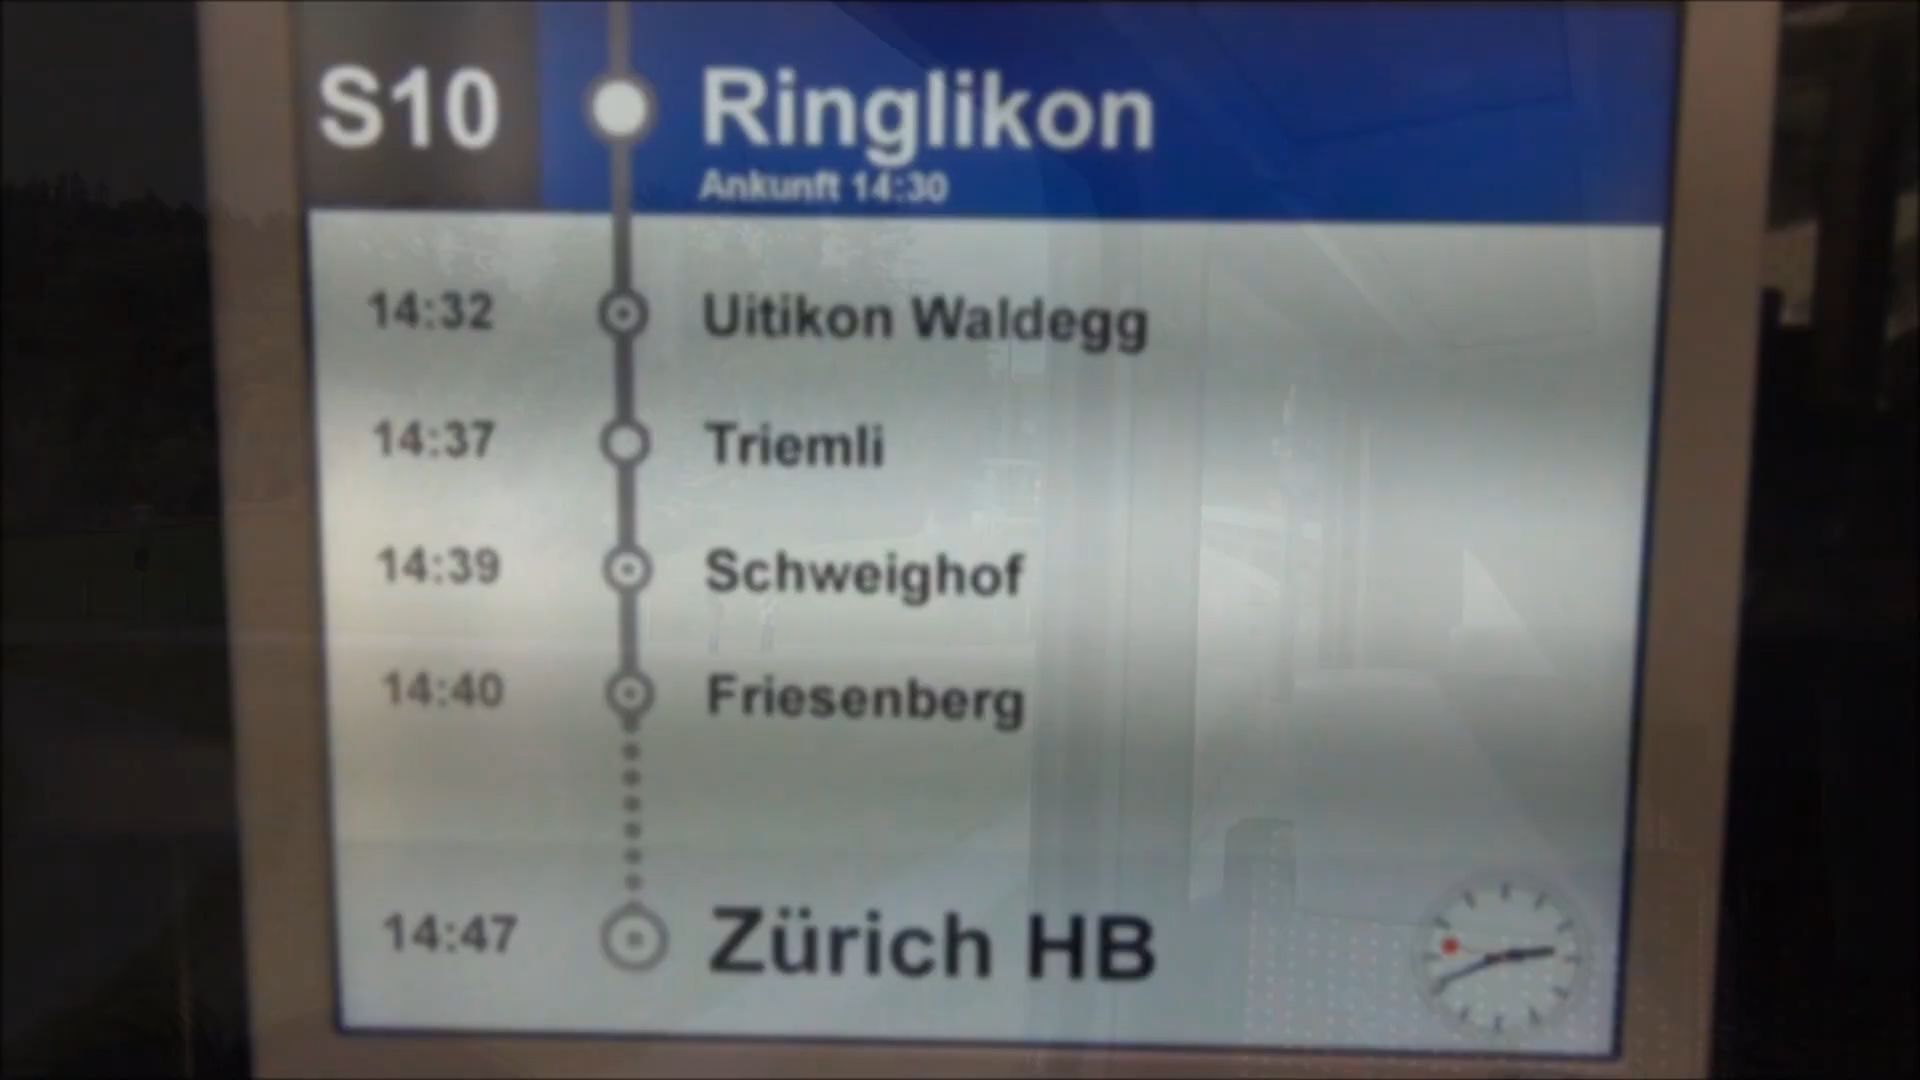 S10 Ringlikon
Ankunft 14:30
14:32 Uitikon Waldegg
14:37 Triemli
14:39 Schweighof
14:40 Friesenberg
14:47 Zürich HB